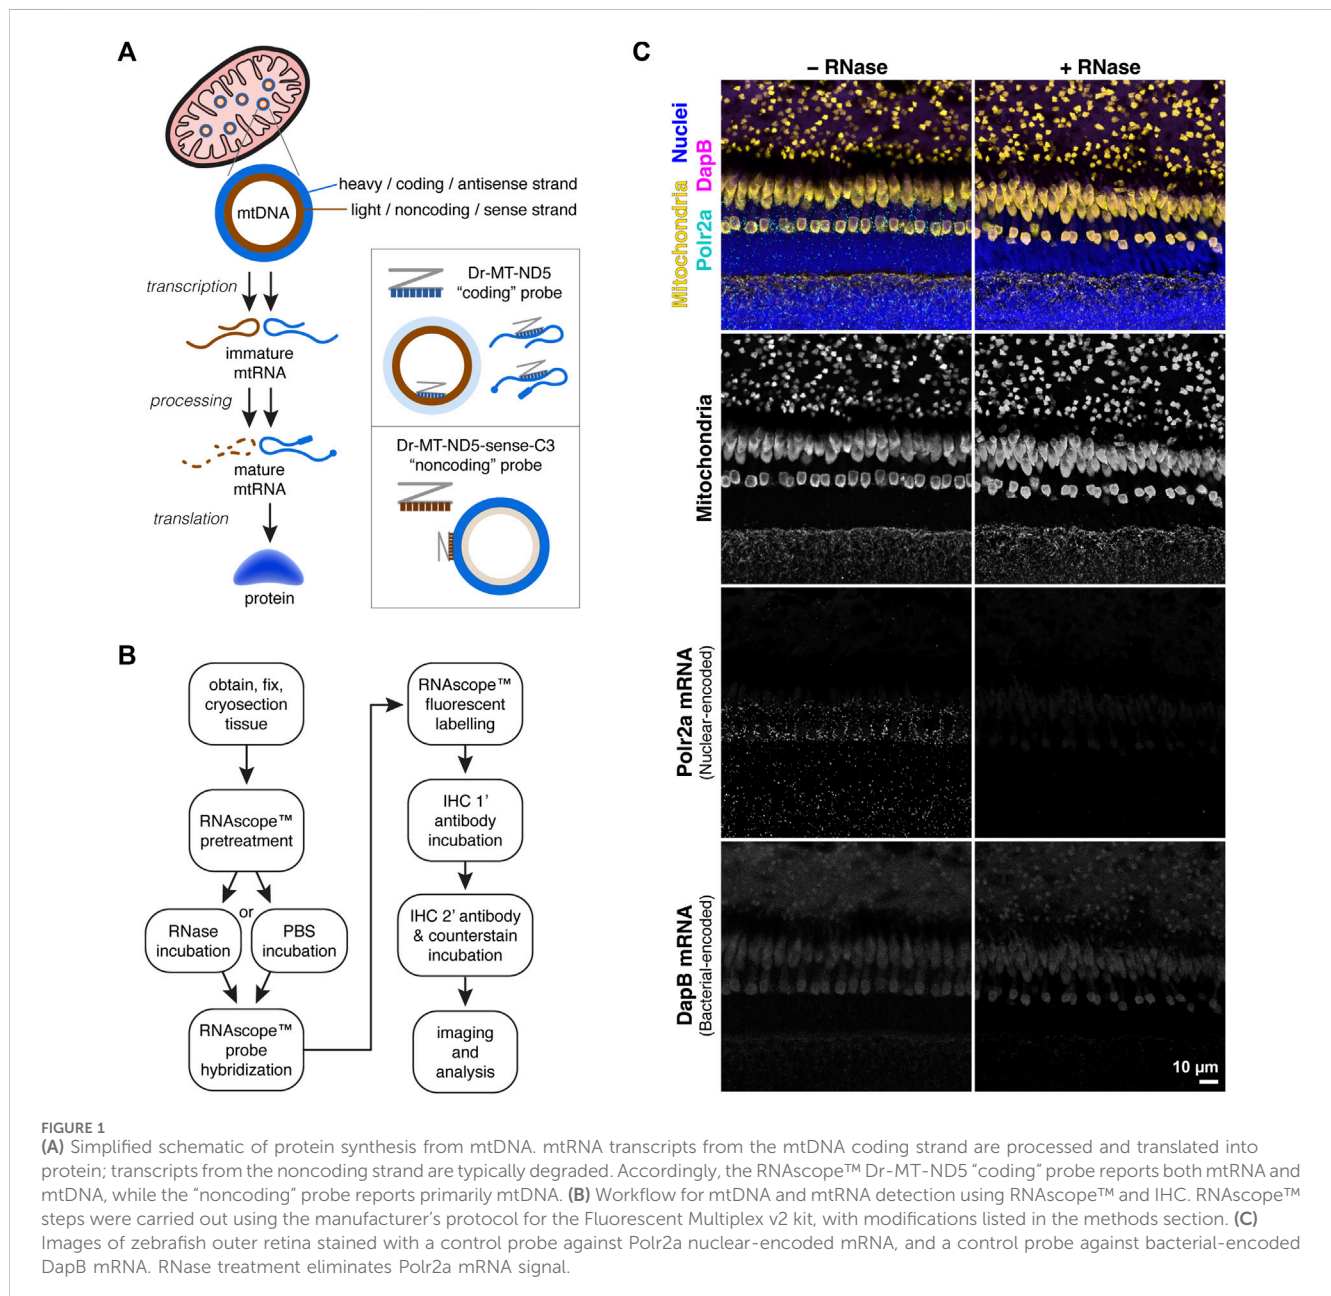 A
mtDNA
heavy / coding / antisense strand
light / noncoding / sense strand
transcription
immature
mtRNA
processing
mature
mtRNA
translation
protein
Dr-MT-ND5
“coding” probe
Dr-MT-ND5-sense-C3
“noncoding” probe
B
obtain, fix,
cryosection
tissue
RNAscope™
pretreatment
or
RNase
incubation
PBS
incubation
RNAscope™
probe
hybridization
RNAscope™
fluorescent
labelling
IHC 1’
antibody
incubation
IHC 2’ antibody
& counterstain
incubation
imaging
and
analysis
C
– RNase
+ RNase
Mitochondria Nuclei
Polr2a DapB
Mitochondria
Polr2a mRNA
(Nuclear-encoded)
DapB mRNA
(Bacterial-encoded)
10 µm
FIGURE 1
(A) Simplified schematic of protein synthesis from mtDNA. mtRNA transcripts from the mtDNA coding strand are processed and translated into
protein; transcripts from the noncoding strand are typically degraded. Accordingly, the RNAscope™ Dr-MT-ND5 “coding” probe reports both mtRNA and
mtDNA, while the “noncoding” probe reports primarily mtDNA. (B) Workflow for mtDNA and mtRNA detection using RNAscope™ and IHC. RNAscope™
steps were carried out using the manufacturer’s protocol for the Fluorescent Multiplex v2 kit, with modifications listed in the methods section. (C)
Images of zebrafish outer retina stained with a control probe against Polr2a nuclear-encoded mRNA, and a control probe against bacterial-encoded
DapB mRNA. RNase treatment eliminates Polr2a mRNA signal.